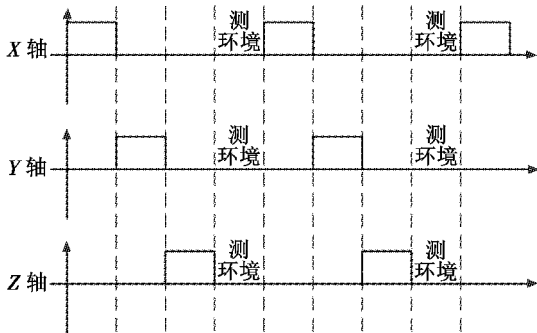 测 测
X 轴 环境 环境
测 测
Y 轴 环境 环境
测 测
Z 轴 环境 环境